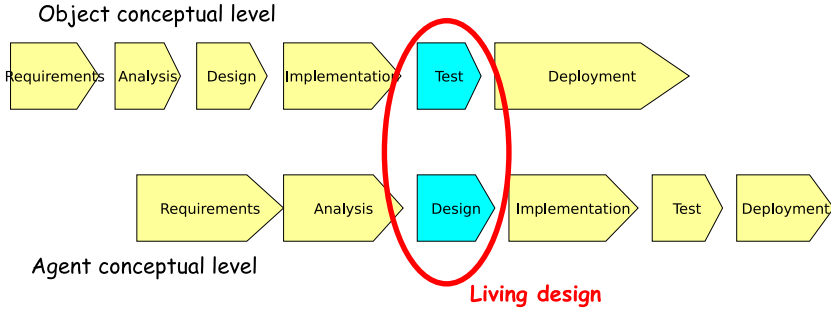 Object conceptual level
Requirements Analysis Design Implementation Test Deployment
Requirements Analysis Design Implementation Test Deployment
Agent conceptual level
Living design